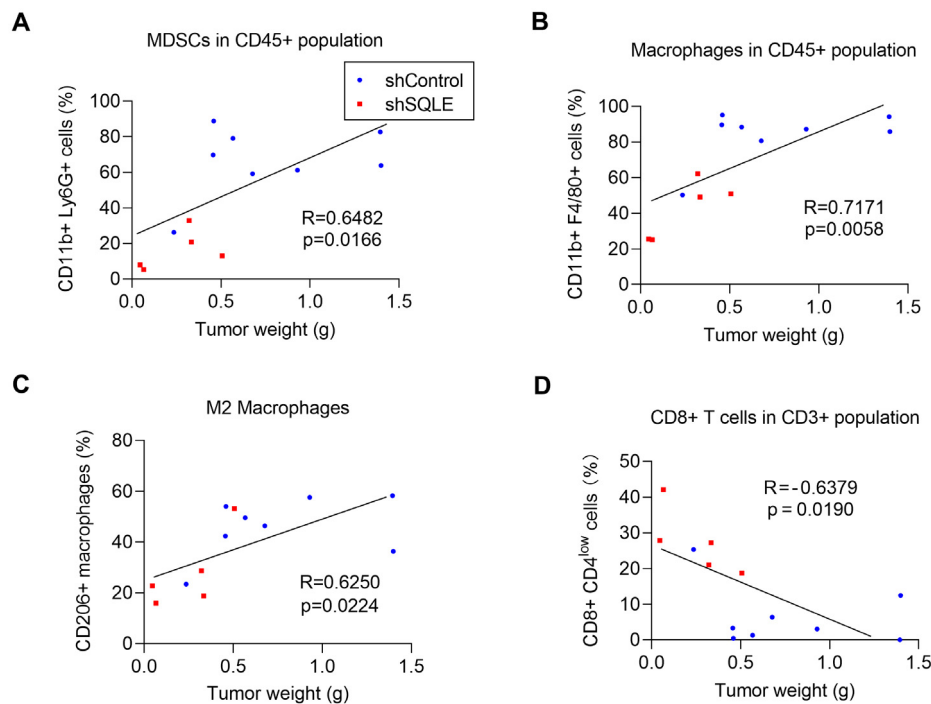 A
MDSCs in CD45+ population
shControl
shSQLE
CD11b+ Ly6G+ cells (%)
100
80
60
40
20
0
R=0.6482
p=0.0166
0.0 0.5 1.0 1.5
Tumor weight (g)
B
Macrophages in CD45+ population
CD11b+ F4/80+ cells (%)
100
80
60
40
20
0
R=0.7171
p=0.0058
0.0 0.5 1.0 1.5
Tumor weight (g)
C
M2 Macrophages
CD206+ macrophages (%)
80
60
40
20
0
R=0.6250
p=0.0224
0.0 0.5 1.0 1.5
Tumor weight (g)
D
CD8+ T cells in CD3+ population
CD8+ CD4low cells (%)
50
40
30
20
10
0
R=-0.6379
p = 0.0190
0.0 0.5 1.0 1.5
Tumor weight (g)